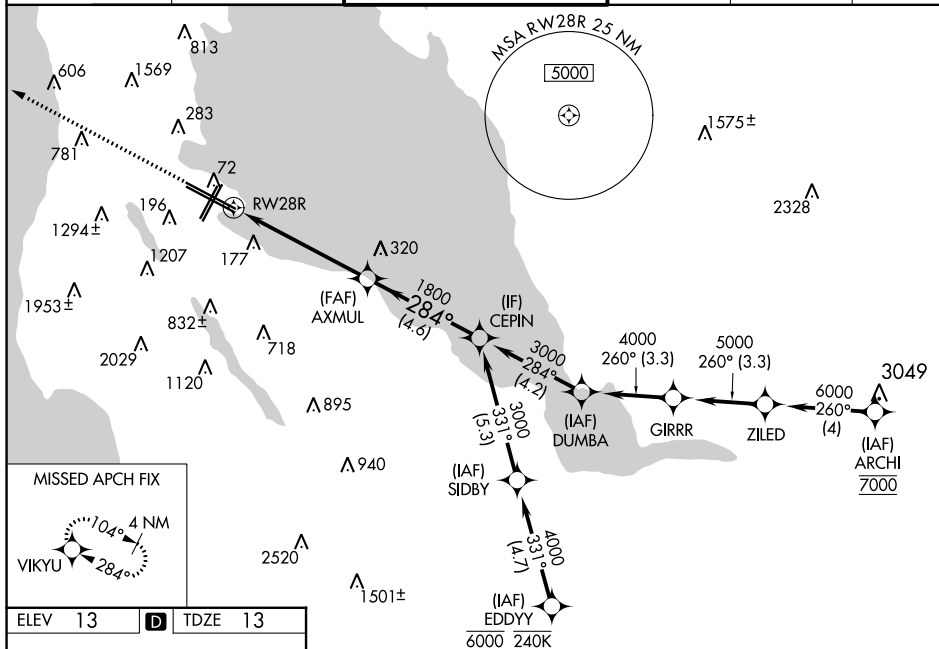 813
606
1569
MSA RW28R 25 NM
5000
283
781
1575±
72
RW28R
196
1294±
177
2328
320
1207
1953±
(FAF)
AXMUL
1800
284°
(4.6)
(IF)
CEPIN
832±
718
2029
1120
3000
284°
(4.2)
4000
260° (3.3)
5000
260° (3.3)
6000
260°
(4)
3049
(IAF)
DUMBA
GIRRR
ZILED
(IAF)
ARCHI
7000
895
3000
331°
(5.3)
940
(IAF)
SIDBY
MISSED APCH FIX
104°
4 NM
VIKYU
284°
2520
4000
331°
(4.7)
1501±
(IAF)
EDDYY
6000 240K
ELEV 13 D TDZE 13